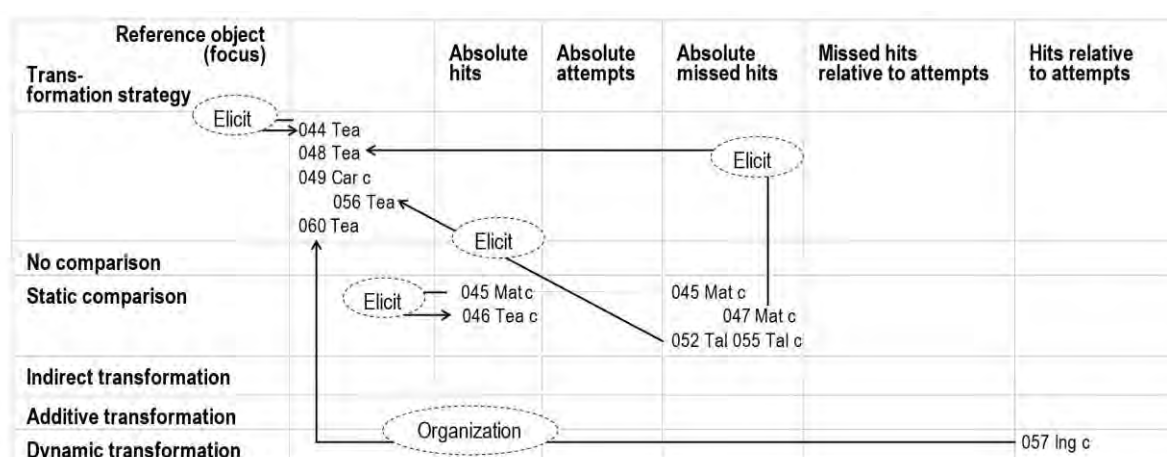 Reference object
(focus)
Trans-
formation strategy
Absolute
hits
Absolute
attempts
Absolute
missed hits
Missed hits
relative to attempts
Hits relative
to attempts
Elicit
044 Tea
048 Tea
Elicit
049 Car c
056 Tea
060 Tea
Elicit
No comparison
Static comparison
Elicit
045 Mat c
045 Mat c
046 Tea c
047 Mat c
052 Tal 055 Tal c
Indirect transformation
Additive transformation
Organization
Dynamic transformation
057 Ing c